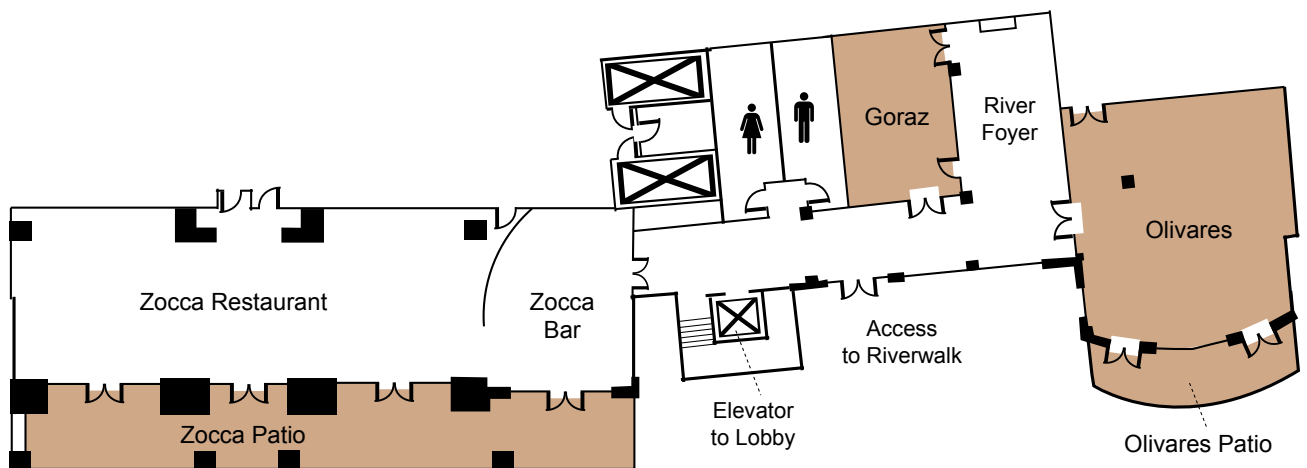 Goraz
River
Foyer
Olivares
Zocca Restaurant
Zocca
Bar
Access
to Riverwalk
Elevator
to Lobby
Zocca Patio
Olivares Patio